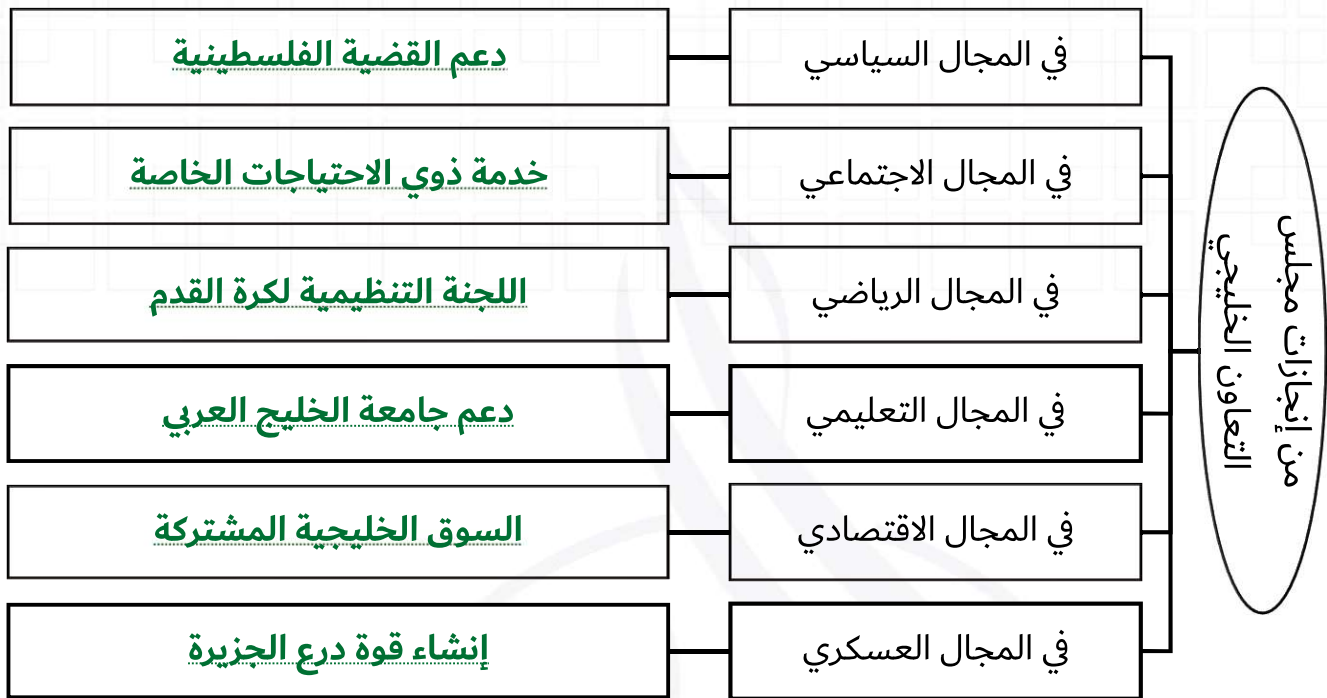 من إنجازات مجلس
التعاون الخليجي
في المجال السياسي
دعم القضية الفلسطينية
في المجال الاجتماعي
خدمة ذوي الاحتياجات الخاصة
في المجال الرياضي
اللجنة التنظيمية لكرة القدم
في المجال التعليمي
دعم جامعة الخليج العربي
في المجال الاقتصادي
السوق الخليجية المشتركة
في المجال العسكري
إنشاء قوة درع الجزيرة